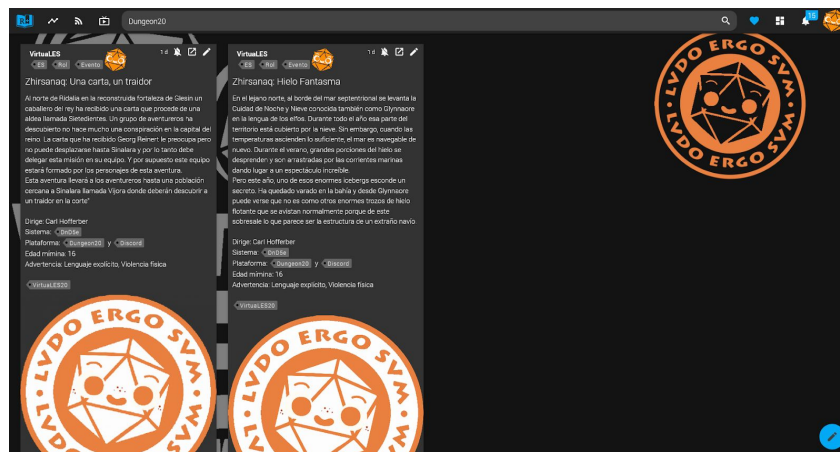 Dungeon20
15
VirtuaLES
1 d
ES
Rol
Evento
Zhirsanaq: Una carta, un traidor
Al norte de Ridalia en la reconstruida fortaleza de Glesin un
caballero del rey ha recibido una carta que procede de una
aldea llamada Sietedientes. Un grupo de aventureros ha
descubierto no hace mucho una conspiración en la capital del
reino. La carta que ha recibido Georg Reinert le preocupa pero
no puede desplazarse hasta Sinalara y por lo tanto debe
delegar esta misión en su equipo. Y por supuesto este equipo
estará formado por los personajes de esta aventura.
Esta aventura llevará a los aventureros hasta una población
cercana a Sinalara llamada Vijora donde deberán descubrir a
un traidor en la corte"
Dirige: Carl Hofferber
Sistema: DnD5e
Plataforma: Dungeon20 y Discord
Edad mímina: 16
Advertencia: Lenguaje explícito, Violencia física
VirtuaLES20
LVDO ERGO SVM
VirtuaLES
1 d
ES
Rol
Evento
Zhirsanaq: Hielo Fantasma
En el lejano norte, al borde del mar septentrional se levanta la
Cuidad de Noche y Nieve conocida también como Glynnaore
en la lengua de los elfos. Durante todo el año esa parte del
territorio está cubierto por la nieve. Sin embargo, cuando las
temperaturas ascienden lo suficiente, el mar es navegable de
nuevo. Durante el verano, grandes porciones del hielo se
desprenden y son arrastradas por las corrientes marinas
dando lugar a un espectáculo increíble.
Pero este año, uno de esos enormes icebergs esconde un
secreto. Ha quedado varado en la bahía y desde Glynnaore
puede verse que no es como otros enormes trozos de hielo
flotante que se avistan normalmente porque de este
sobresale lo que parece ser la estructura de un extraño navío.
Dirige: Carl Hofferber
Sistema: DnD5e
Plataforma: Dungeon20 y Discord
Edad mímina: 16
Advertencia: Lenguaje explícito, Violencia física
VirtuaLES20
LVDO ERGO SVM
LVDO ERGO SVM
LVDO ERGO SVM